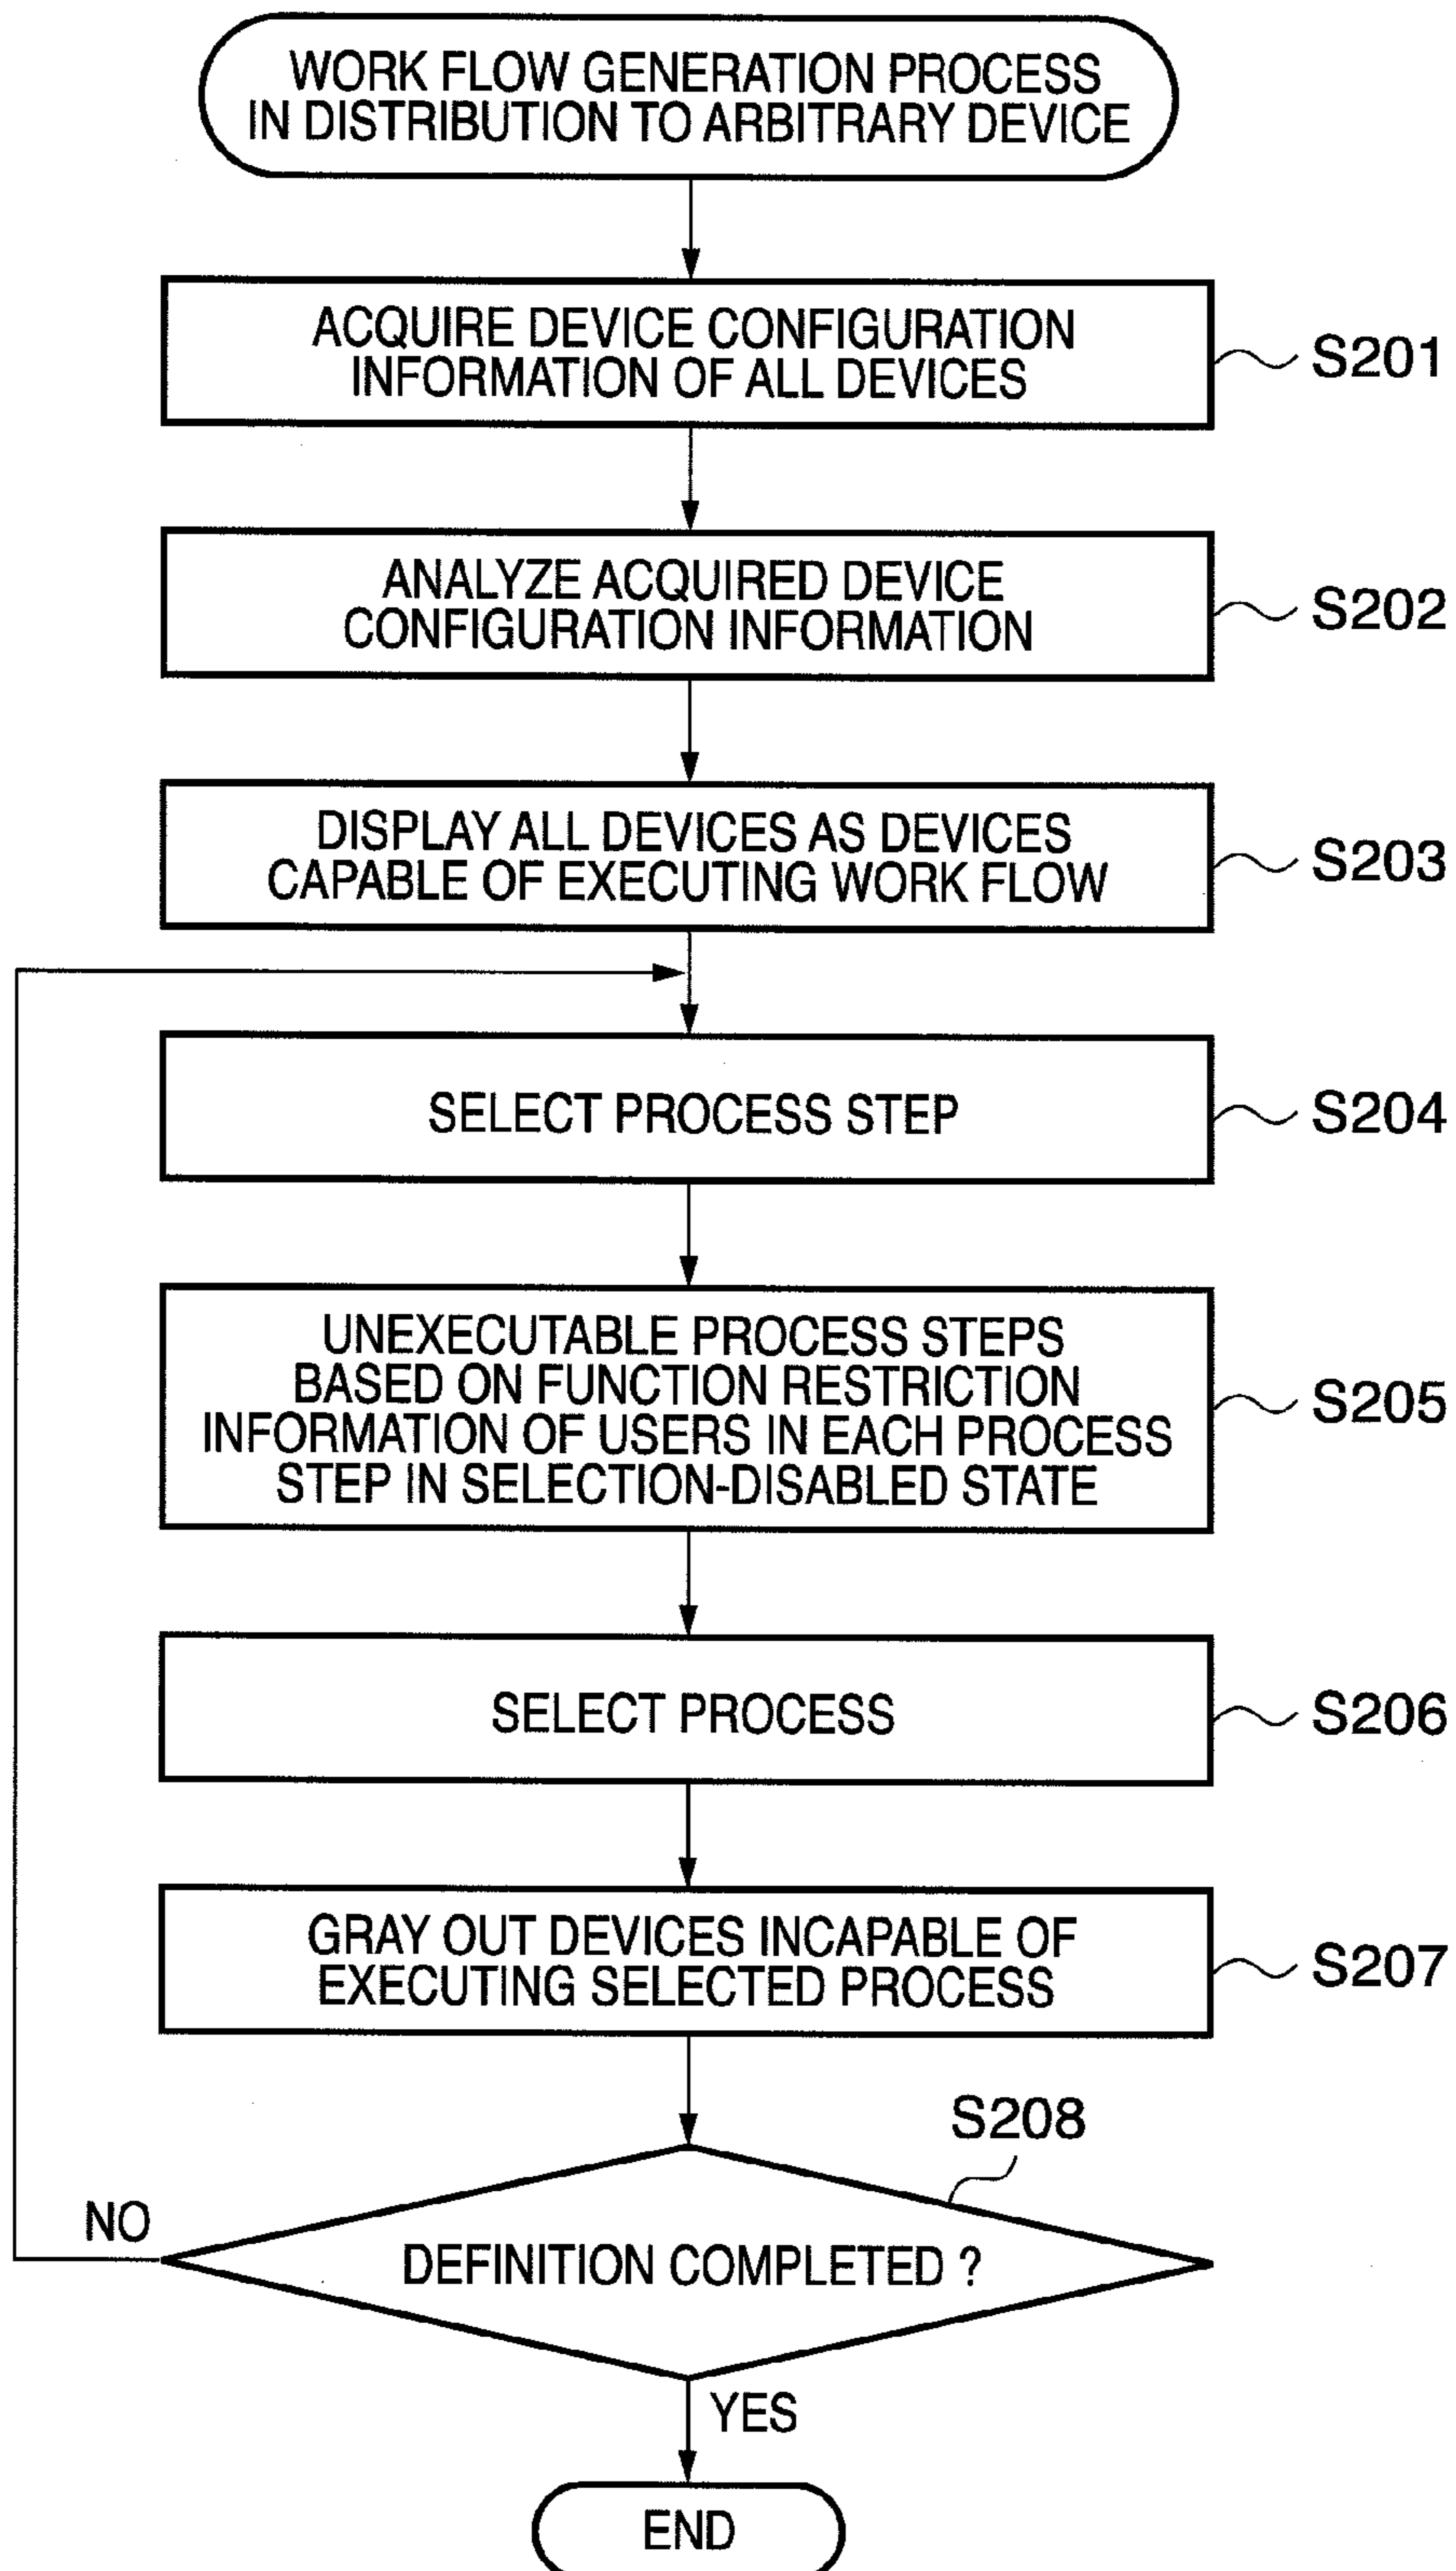 WORK FLOW GENERATION PROCESS
IN DISTRIBUTION TO ARBITRARY DEVICE
ACQUIRE DEVICE CONFIGURATION
INFORMATION OF ALL DEVICES
S201
ANALYZE ACQUIRED DEVICE
CONFIGURATION INFORMATION
S202
DISPLAY ALL DEVICES AS DEVICES
CAPABLE OF EXECUTING WORK FLOW
S203
SELECT PROCESS STEP
S204
UNEXECUTABLE PROCESS STEPS
BASED ON FUNCTION RESTRICTION
INFORMATION OF USERS IN EACH PROCESS
STEP IN SELECTION-DISABLED STATE
S205
SELECT PROCESS
S206
GRAY OUT DEVICES INCAPABLE OF
EXECUTING SELECTED PROCESS
S207
S208
NO
DEFINITION COMPLETED ?
YES
END